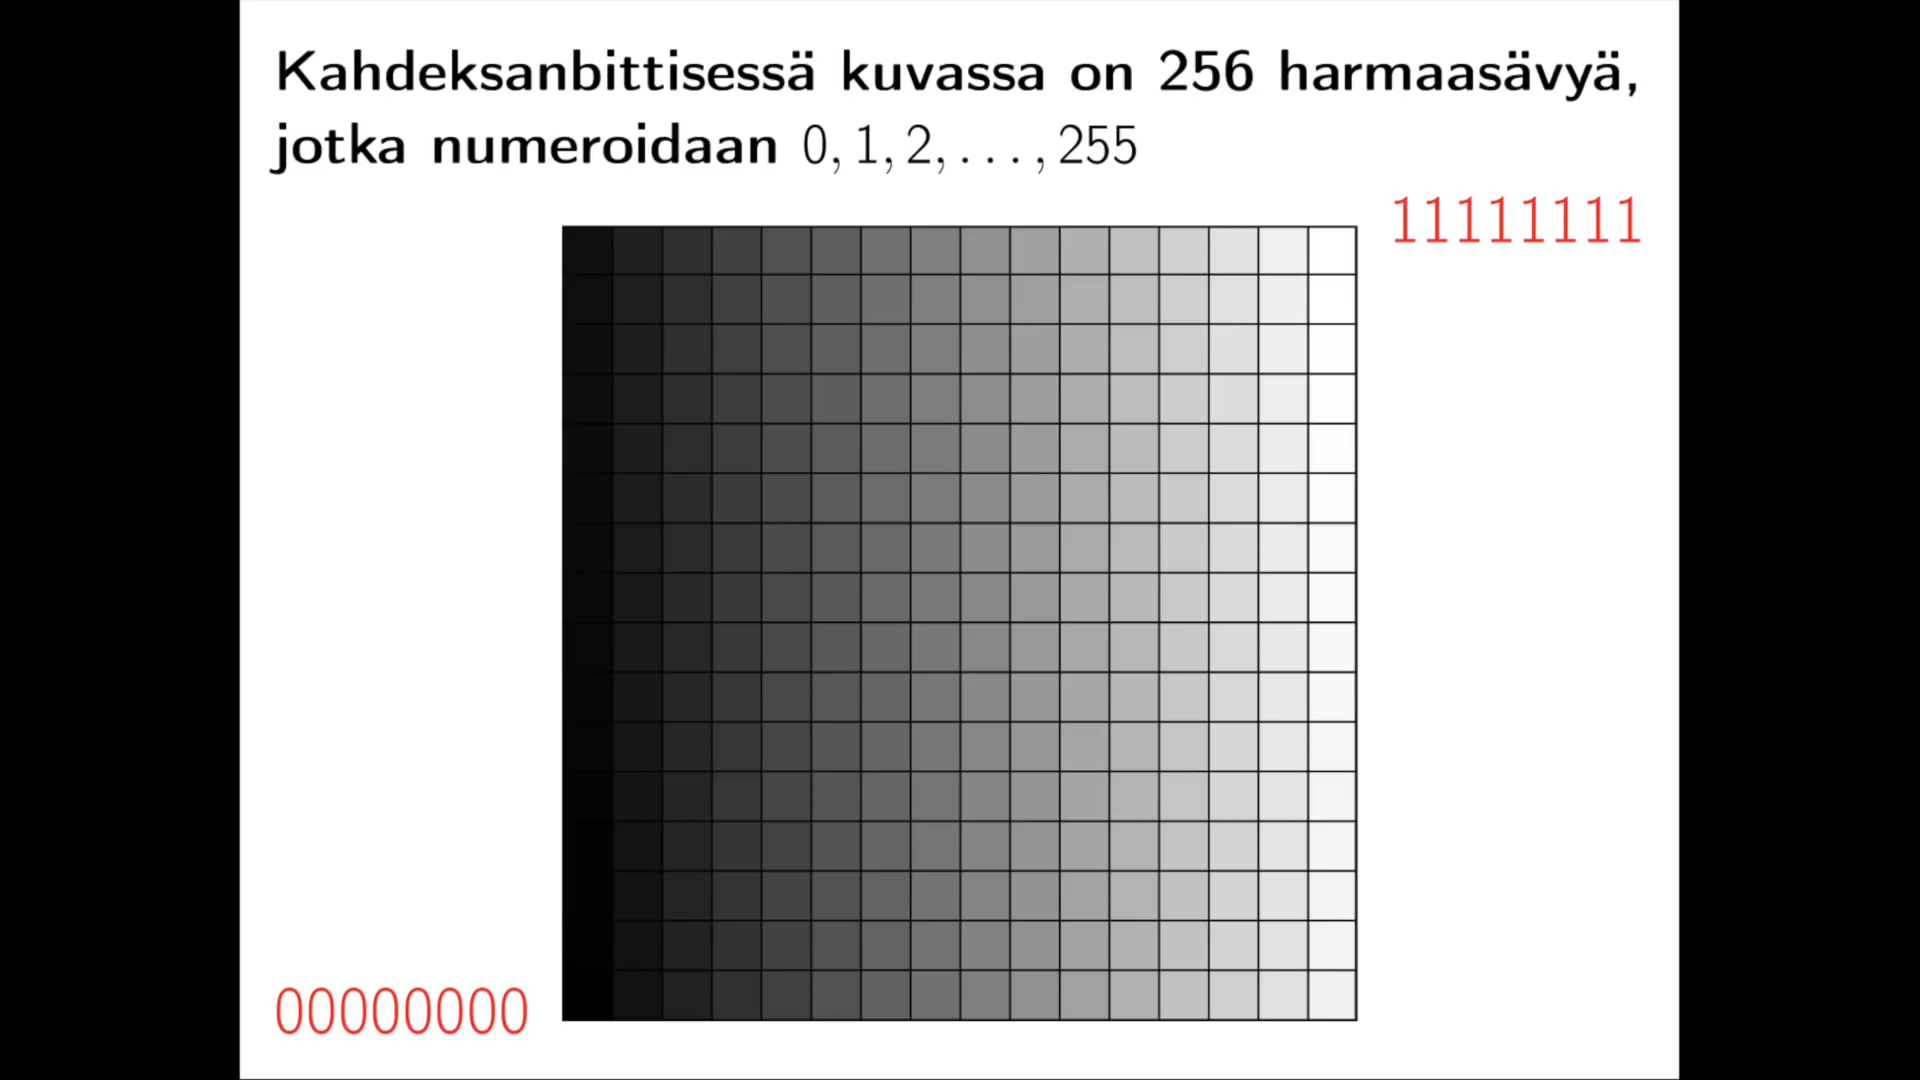 Kahdeksanbittisessä kuvassa on 256 harmaasävyä,
jotka numeroidaan 0, 1, 2, . . . , 255
11111111
00000000